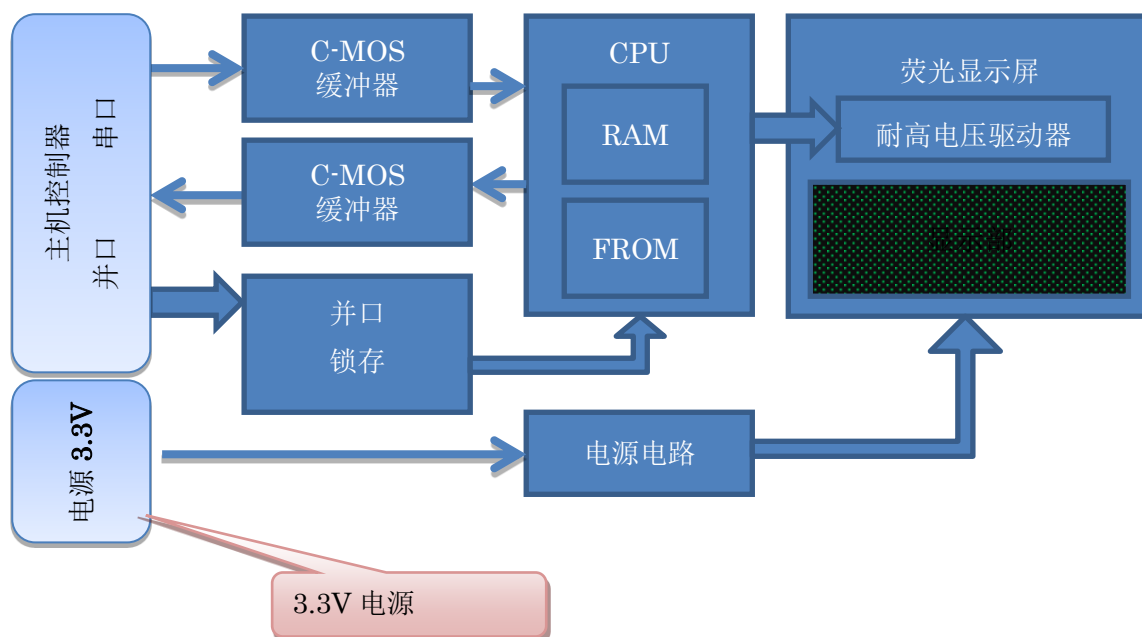 主机控制器
串口
并口
C-MOS
缓冲器
C-MOS
缓冲器
并口
锁存
CPU
RAM
FROM
荧光显示屏
耐高电压驱动器
电源 3.3V
电源电路
3.3V 电源